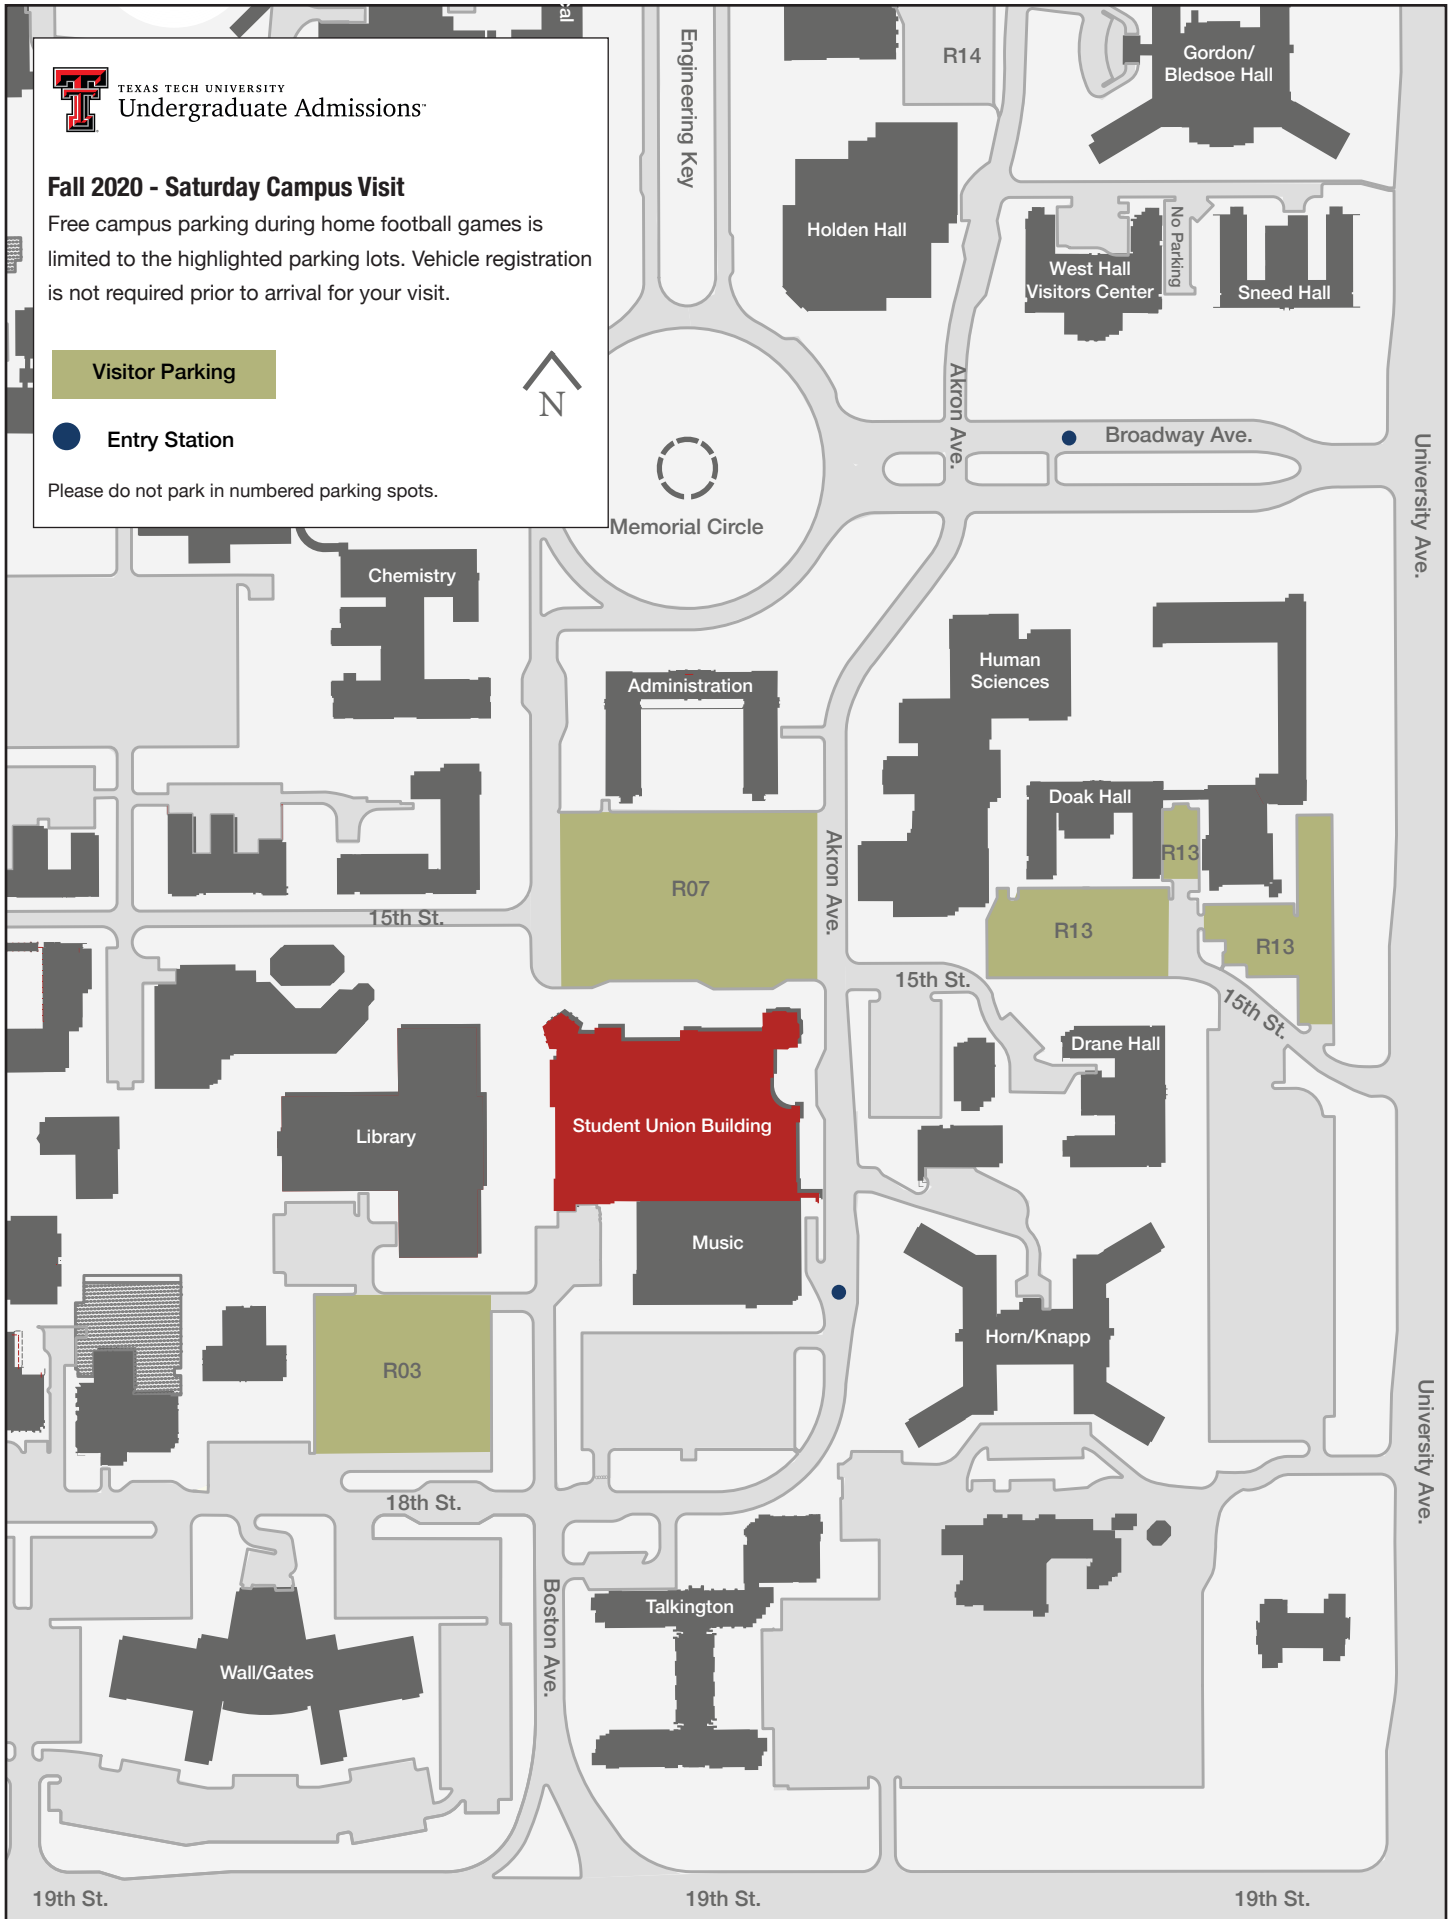 TEXAS TECH UNIVERSITY
Undergraduate Admissions™
Fall 2020 - Saturday Campus Visit
Free campus parking during home football games is
limited to the highlighted parking lots. Vehicle registration
is not required prior to arrival for your visit.
Visitor Parking
N
Entry Station
Please do not park in numbered parking spots.
cal
Engineering Key
R14
Gordon/
Bledsoe Hall
Holden Hall
No Parking
West Hall
Visitors Center
Sneed Hall
Akron Ave.
Broadway Ave.
University Ave.
Memorial Circle
Chemistry
Human
Sciences
Administration
Doak Hall
R13
R07
Akron Ave.
15th St.
R13
R13
15th St.
15th St.
Drane Hall
Student Union Building
Library
Music
Horn/Knapp
R03
University Ave.
18th St.
Boston Ave.
Talkington
Wall/Gates
19th St.
19th St.
19th St.